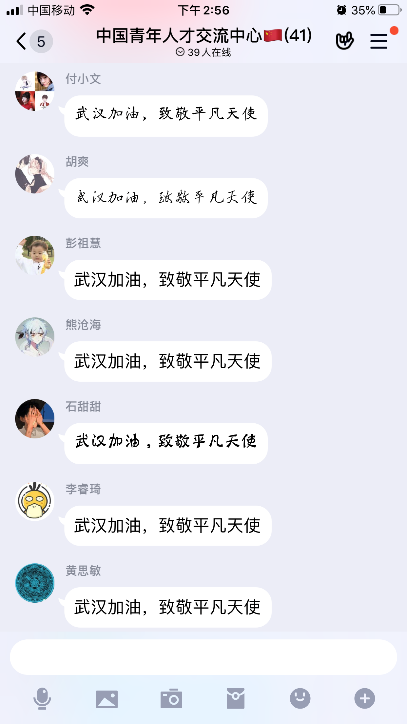 中国移动 下午 2:56 35%
5 中国青年人才交流中心🇨🇳(41)
39人在线
付小文
武汉加油，致敬平凡天使
胡爽
武汉加油，致敬平凡天使
彭祖慧
武汉加油，致敬平凡天使
熊沧海
武汉加油，致敬平凡天使
石甜甜
武汉加油，致敬平凡天使
李睿琦
武汉加油，致敬平凡天使
黄思敏
武汉加油，致敬平凡天使